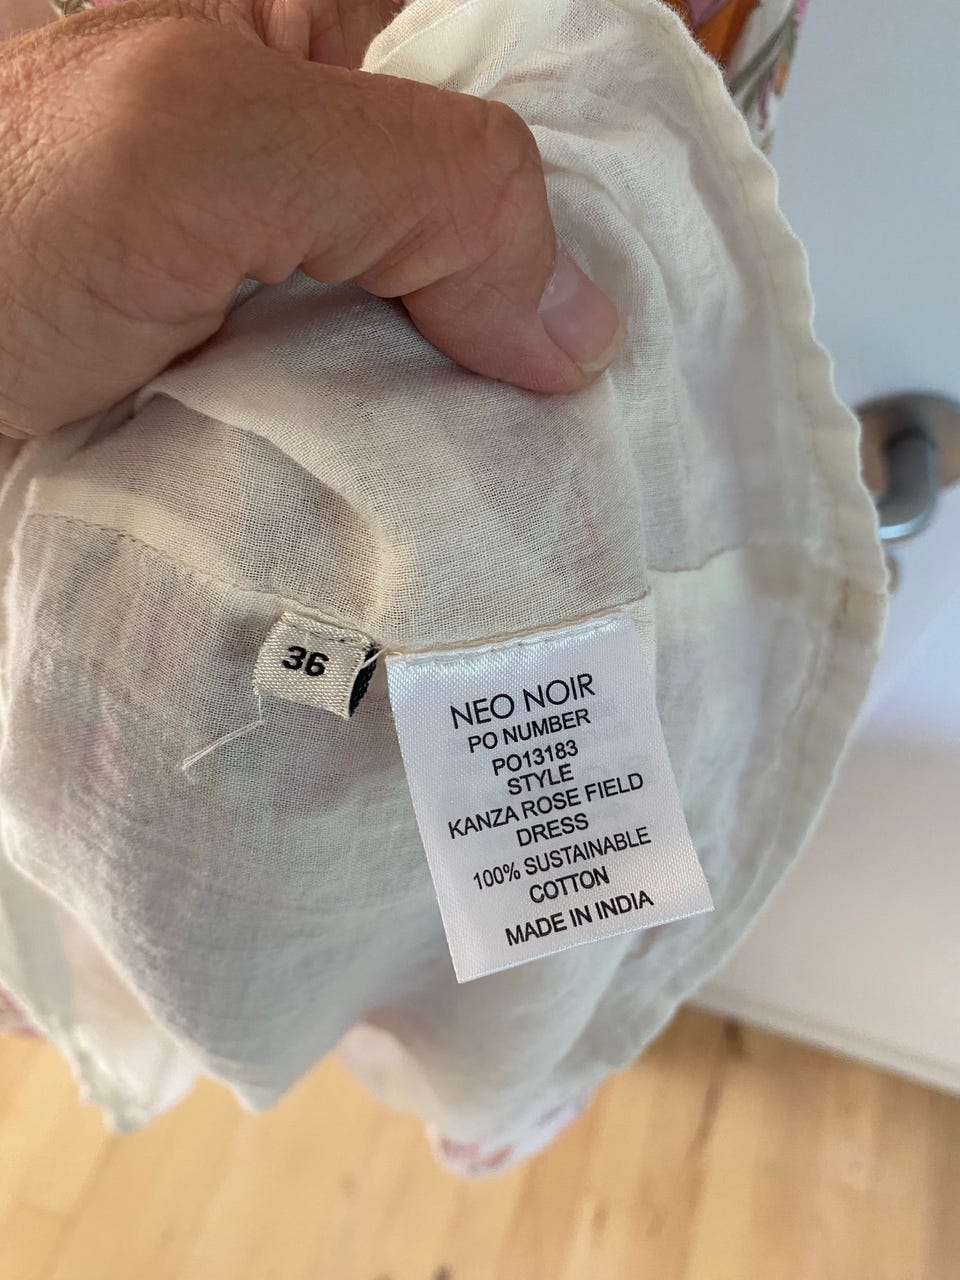 36
NEO NOIR
PO NUMBER
PO13183
STYLE
KANZA ROSE FIELD
DRESS
100% SUSTAINABLE
COTTON
MADE IN INDIA